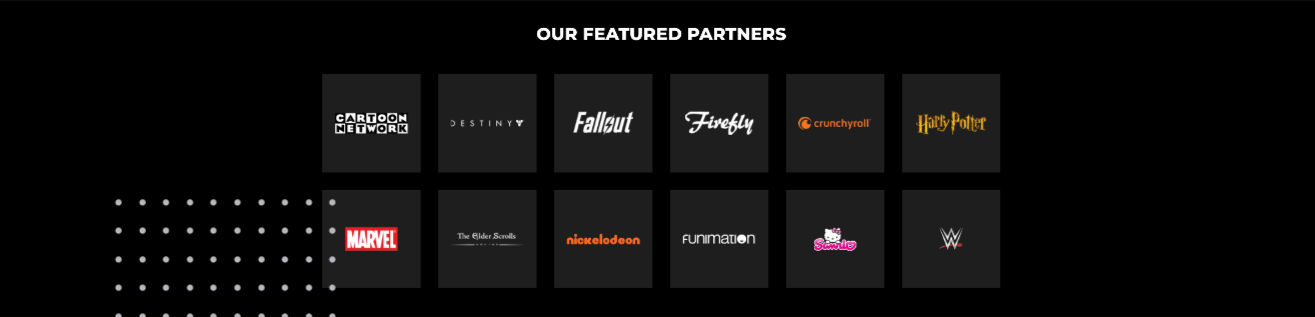 OUR FEATURED PARTNERS
CARTOON
NETWORK
DESTINY
Fallout
Firefly
crunchyroll
Harry Potter
MARVEL
The Elder Scrolls
nickelodeon
FUNIMATION
Sanrio
W